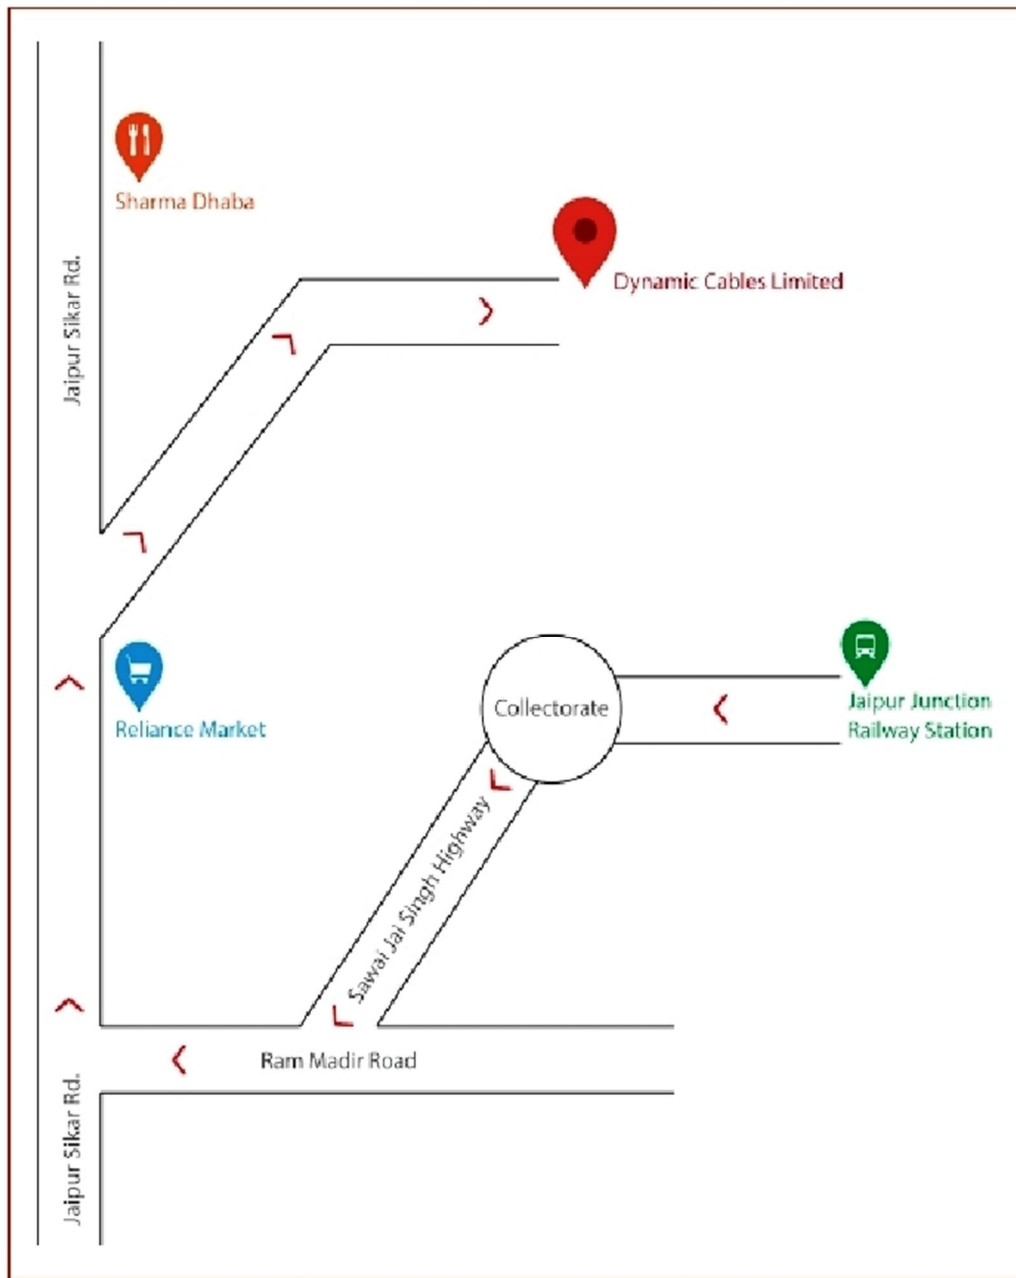 Sharma Dhaba
Jaipur Sikar Rd.
Dynamic Cables Limited
Reliance Market
Collectorate
Jaipur Junction
Railway Station
Sawai Jai Singh Highway
Ram Madir Road
Jaipur Sikar Rd.